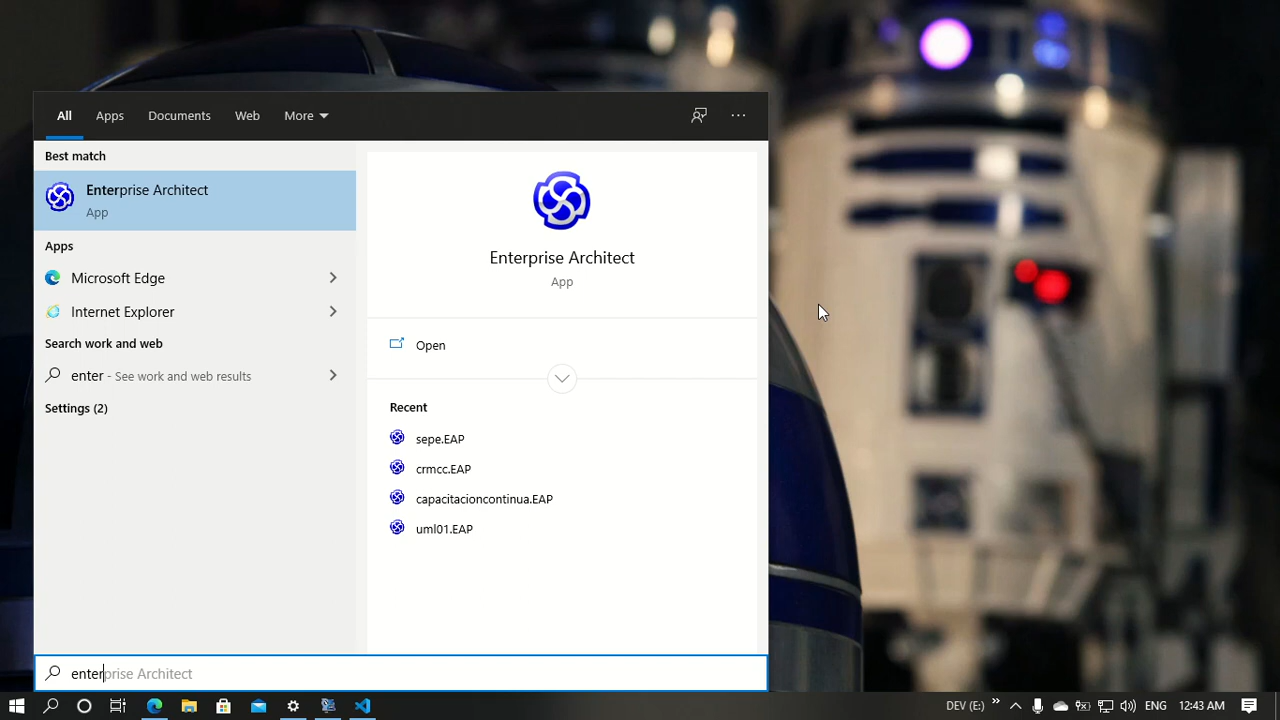 All Apps Documents Web More
Best match
Enterprise Architect
App
Apps
Microsoft Edge
Internet Explorer
Search work and web
enter - See work and web results
Settings (2)
Enterprise Architect
App
Open
Recent
sepe.EAP
crmcc.EAP
capacitacioncontinua.EAP
uml01.EAP
enterprise Architect
DEV (E:) ENG 12:43 AM